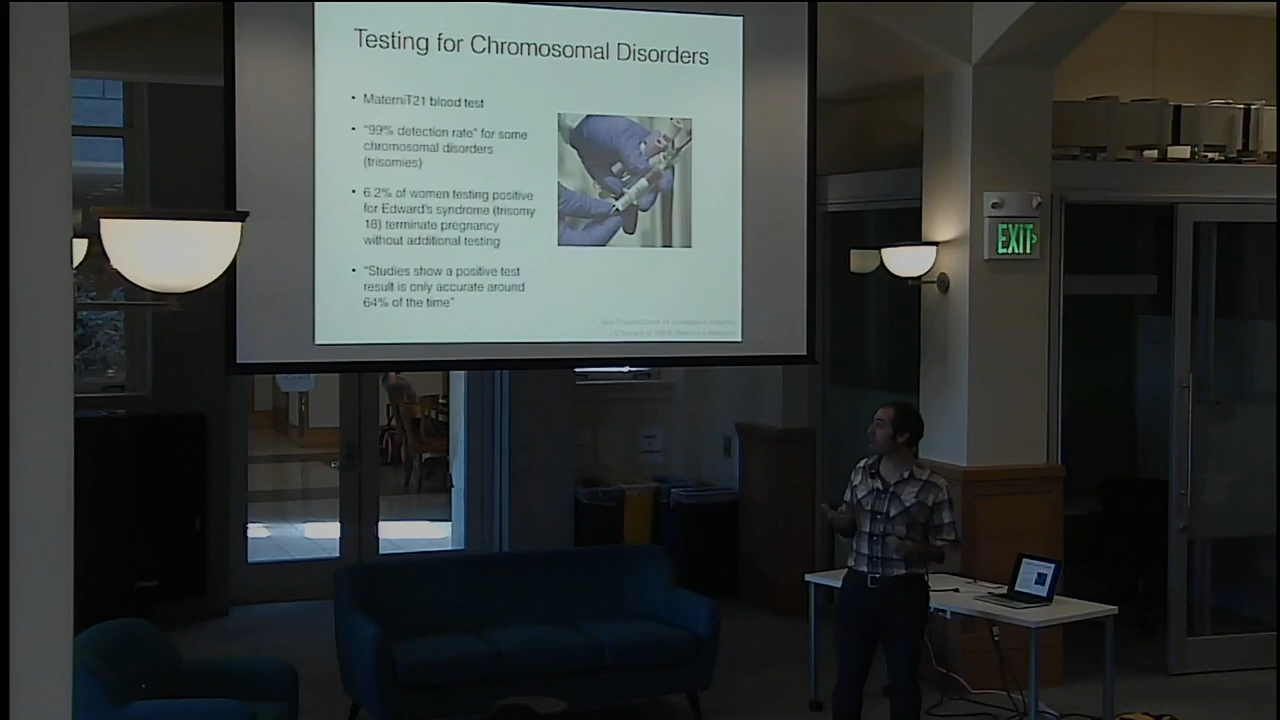 Testing for Chromosomal Disorders
• MaterniT21 blood test
• "99% detection rate" for some
chromosomal disorders
(trisomies)
• 6.2% of women testing positive
for Edward's syndrome (trisomy
18) terminate pregnancy
without additional testing
• "Studies show a positive test
result is only accurate around
64% of the time"
EXIT